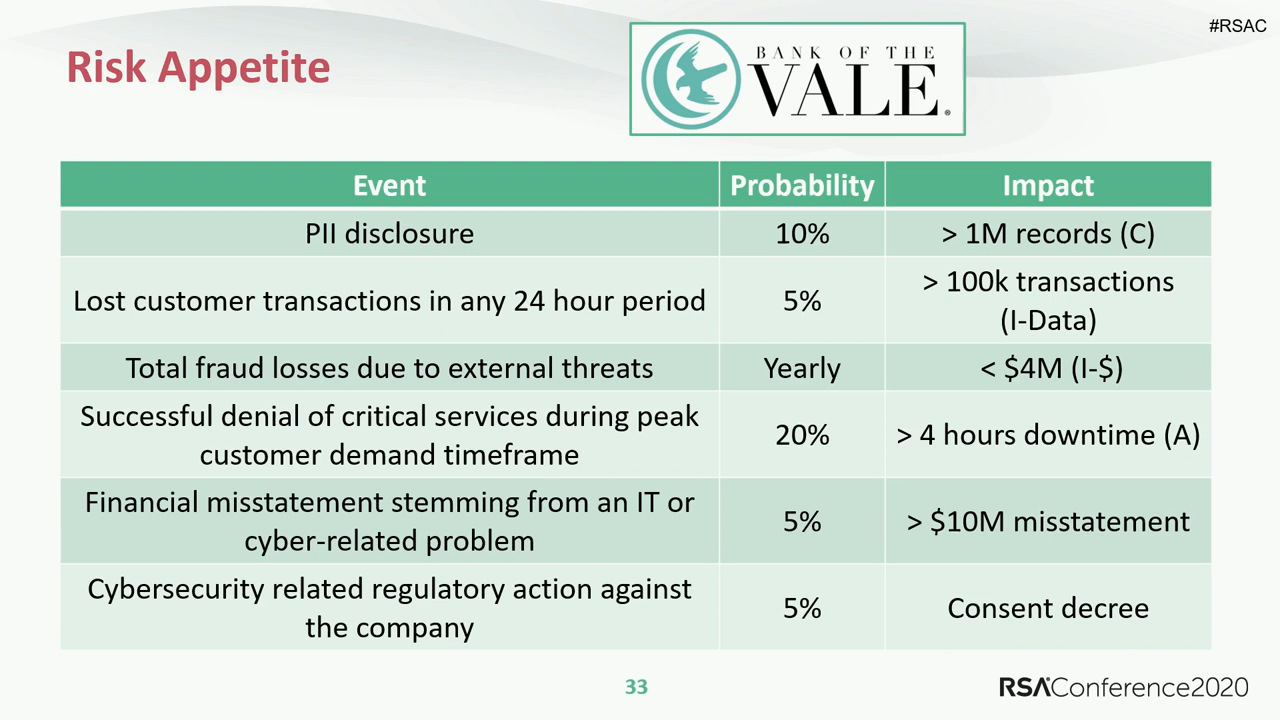 #RSAC
Risk Appetite
BANK OF THE
VALE®
Event Probability Impact
PII disclosure 10% > 1M records (C)
Lost customer transactions in any 24 hour period 5% > 100k transactions
(I-Data)
Total fraud losses due to external threats Yearly < $4M (I-$)
Successful denial of critical services during peak
customer demand timeframe 20% > 4 hours downtime (A)
Financial misstatement stemming from an IT or
cyber-related problem 5% > $10M misstatement
Cybersecurity related regulatory action against
the company 5% Consent decree
33
RSA Conference2020